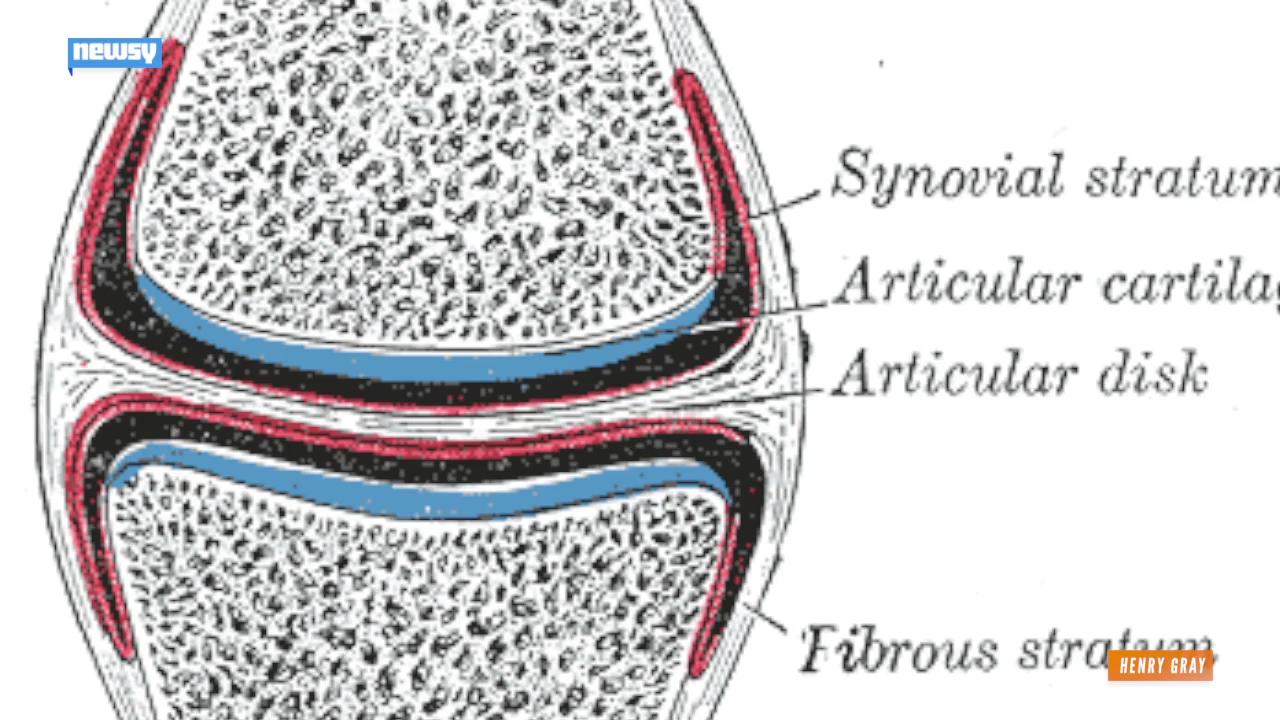 newsy
Synovial stratum
Articular cartilag
Articular disk
Fibrous stratum
HENRY GRAY